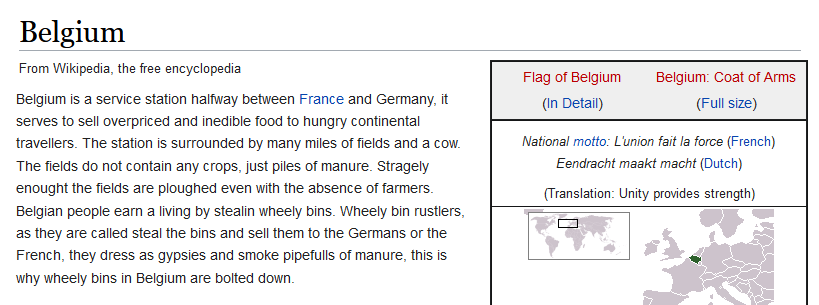 Belgium
From Wikipedia, the free encyclopedia
Belgium is a service station halfway between France and Germany, it
serves to sell overpriced and inedible food to hungry continental
travellers. The station is surrounded by many miles of fields and a cow.
The fields do not contain any crops, just piles of manure. Stragely
enought the fields are ploughed even with the absence of farmers.
Belgian people earn a living by stealin wheely bins. Wheely bin rustlers,
as they are called steal the bins and sell them to the Germans or the
French, they dress as gypsies and smoke pipefulls of manure, this is
why wheely bins in Belgium are bolted down.
Flag of Belgium Belgium: Coat of Arms
(In Detail) (Full size)
National motto: L'union fait la force (French)
Eendracht maakt macht (Dutch)
(Translation: Unity provides strength)